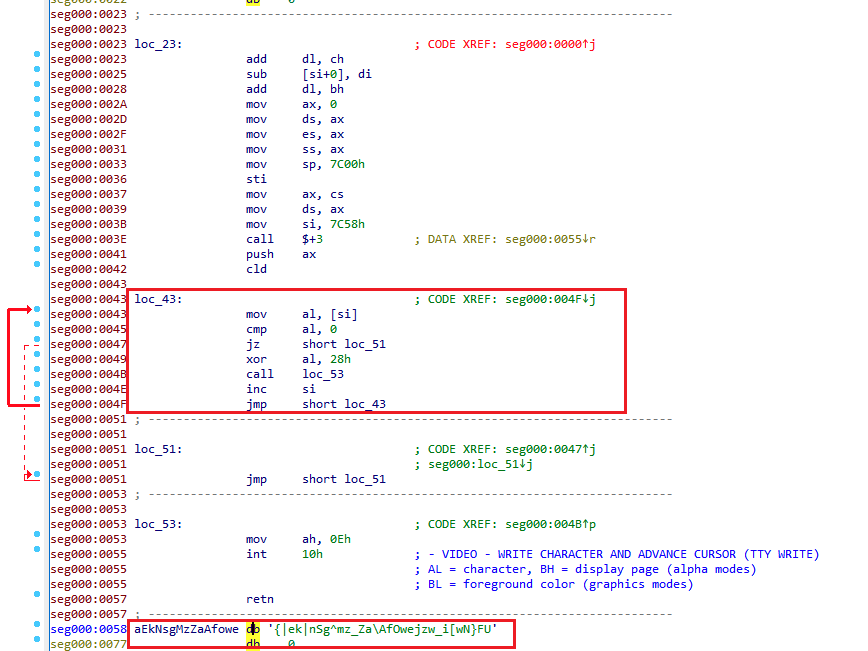 seg000:0022 db 0
seg000:0023 ; ---------------------------------------------------------------------------
seg000:0023
seg000:0023 loc_23: ; CODE XREF: seg000:0000↑j
seg000:0023 add dl, ch
seg000:0025 sub [si+0], di
seg000:0028 add dl, bh
seg000:002A mov ax, 0
seg000:002D mov ds, ax
seg000:002F mov es, ax
seg000:0031 mov ss, ax
seg000:0033 mov sp, 7C00h
seg000:0036 sti
seg000:0037 mov ax, cs
seg000:0039 mov ds, ax
seg000:003B mov si, 7C58h
seg000:003E call $+3 ; DATA XREF: seg000:0055↓r
seg000:0041 push ax
seg000:0042 cld
seg000:0043
seg000:0043 loc_43: ; CODE XREF: seg000:004F↓j
seg000:0043 mov al, [si]
seg000:0045 cmp al, 0
seg000:0047 jz short loc_51
seg000:0049 xor al, 28h
seg000:004B call loc_53
seg000:004E inc si
seg000:004F jmp short loc_43
seg000:0051 ; ---------------------------------------------------------------------------
seg000:0051
seg000:0051 loc_51: ; CODE XREF: seg000:0047↑j
seg000:0051 ; seg000:loc_51↓j
seg000:0051 jmp short loc_51
seg000:0053 ; ---------------------------------------------------------------------------
seg000:0053
seg000:0053 loc_53: ; CODE XREF: seg000:004B↑p
seg000:0053 mov ah, 0Eh
seg000:0055 int 10h ; - VIDEO - WRITE CHARACTER AND ADVANCE CURSOR (TTY WRITE)
seg000:0055 ; AL = character, BH = display page (alpha modes)
seg000:0055 ; BL = foreground color (graphics modes)
seg000:0057 retn
seg000:0057 ; ---------------------------------------------------------------------------
seg000:0058 aEkNsgMzZaAfowe db '{|ek|nSg^mz_Za\AfOwejzw_i[wN}FU'
seg000:0077 db 0